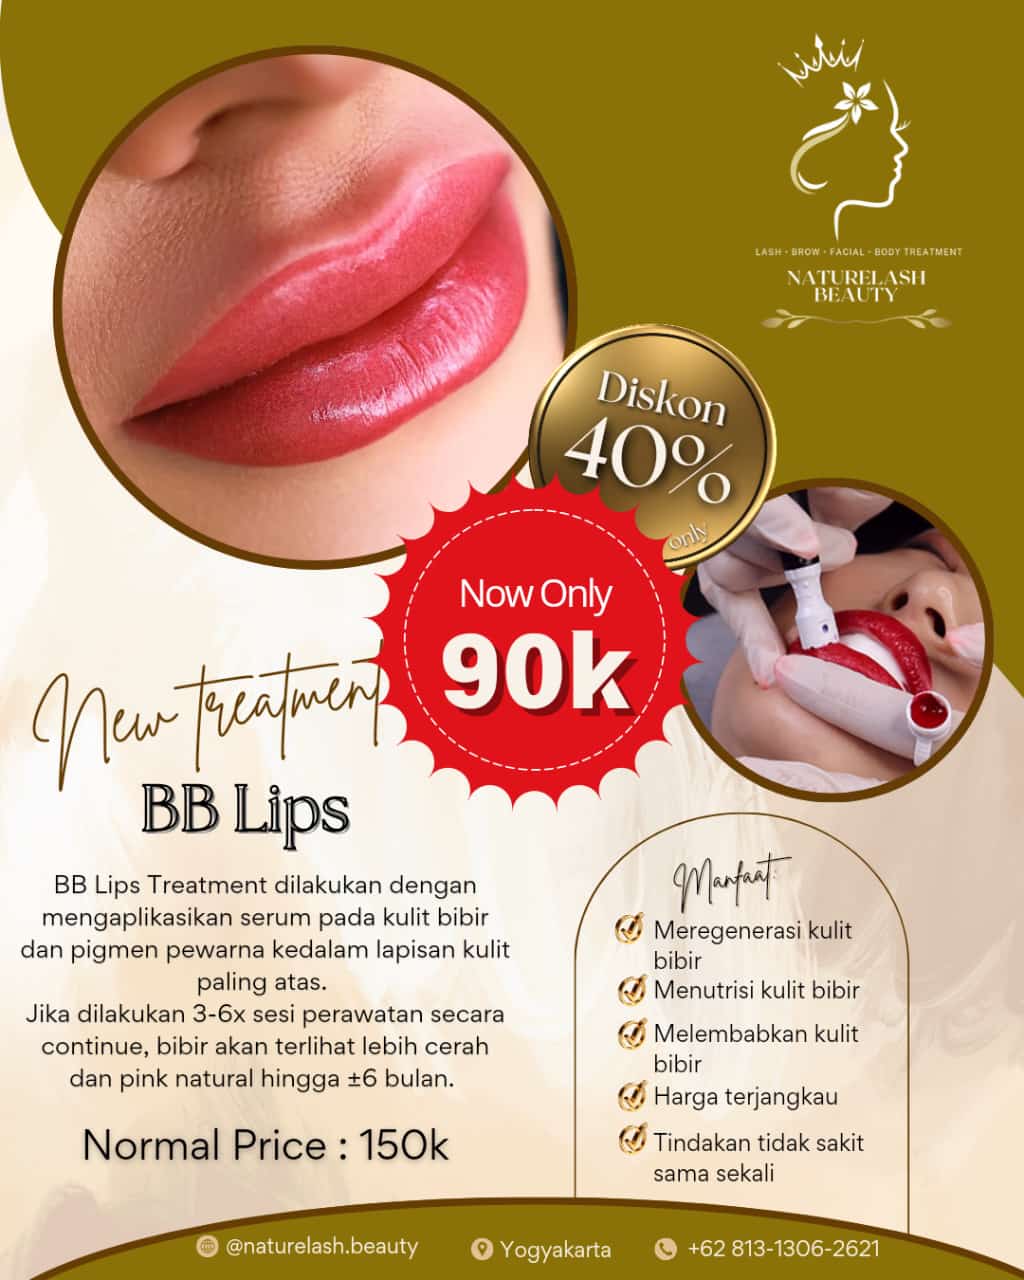 LASH - BROW - FACIAL - BODY TREATMENT
NATURELASH
BEAUTY
Diskon
40%
only
Now Only
90k
New treatment
BB Lips
BB Lips Treatment dilakukan dengan
mengaplikasikan serum pada kulit bibir
dan pigmen pewarna kedalam lapisan kulit
paling atas.
Jika dilakukan 3-6x sesi perawatan secara
continue, bibir akan terlihat lebih cerah
dan pink natural hingga ±6 bulan.
Normal Price : 150k
Manfaat:
Meregenerasi kulit
bibir
Menutrisi kulit bibir
Melembabkan kulit
bibir
Harga terjangkau
Tindakan tidak sakit
sama sekali
@naturelash.beauty
Yogyakarta
+62 813-1306-2621